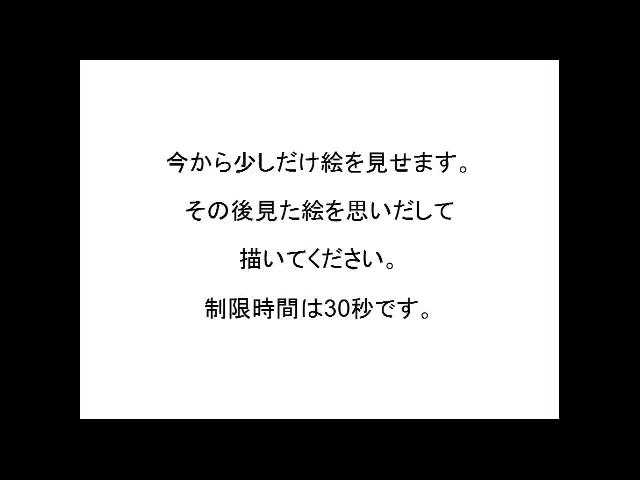 今から少しだけ絵を見せます。
その後見た絵を思いだして
描いてください。
制限時間は30秒です。